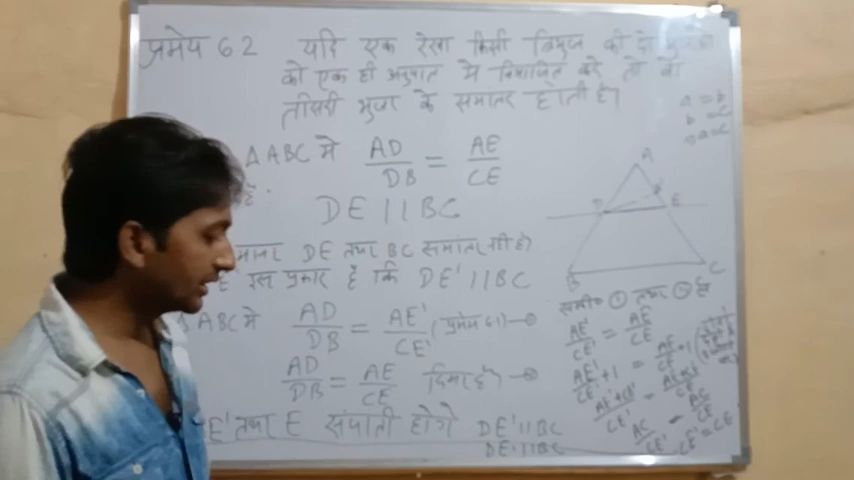 प्रमेय 6.2 यदि एक रेखा किसी त्रिभुज की दो भुजाओ
को एक ही अनुपात मे विभाजित करे तो वो
तीसरी भुजा के समांतर होती है।
a = b
b = c
a = c
Δ ABC मे AD/DB = AE/CE
DE || BC
माना DE तथा BC समांतर नही है
E' इस प्रकार है कि DE' || BC
Δ ABC मे AD/DB = AE'/CE' (प्रमेय 6.1) — ①
AD/DB = AE/CE दिया है — ②
E' तथा E संपाती होगे
DE' || BC
DE || BC
A
D
E
B
C
समी० ① तथा ② से
AE'/CE' = AE/CE
AE'/CE' + 1 = AE/CE + 1
AE'+CE'/CE' = AE+CE/CE
AC/CE' = AC/CE
CE' = CE